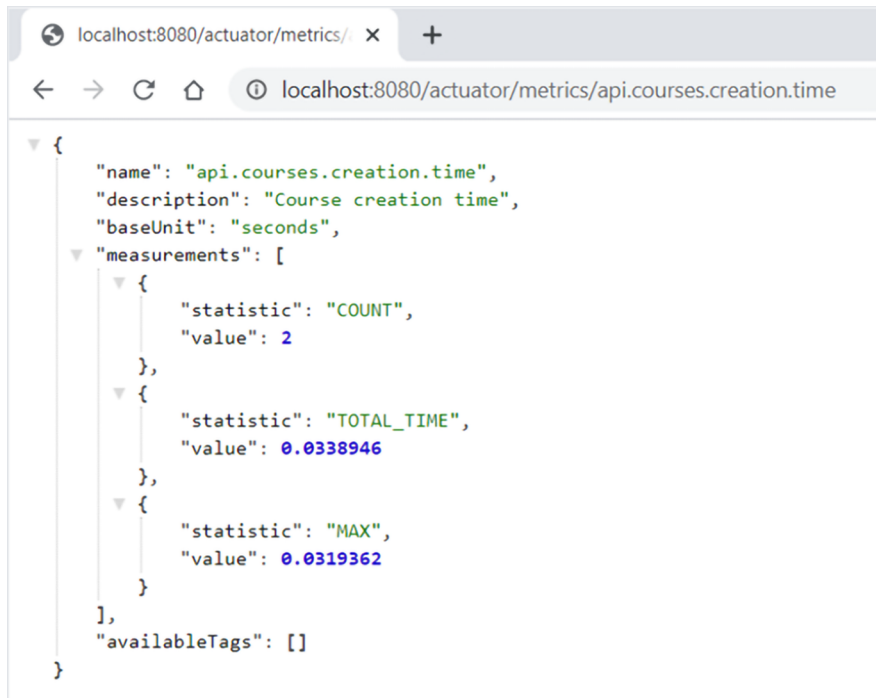 localhost:8080/actuator/metrics/
localhost:8080/actuator/metrics/api.courses.creation.time
{
"name": "api.courses.creation.time",
"description": "Course creation time",
"baseUnit": "seconds",
"measurements": [
{
"statistic": "COUNT",
"value": 2
},
{
"statistic": "TOTAL_TIME",
"value": 0.0338946
},
{
"statistic": "MAX",
"value": 0.0319362
}
],
"availableTags": []
}